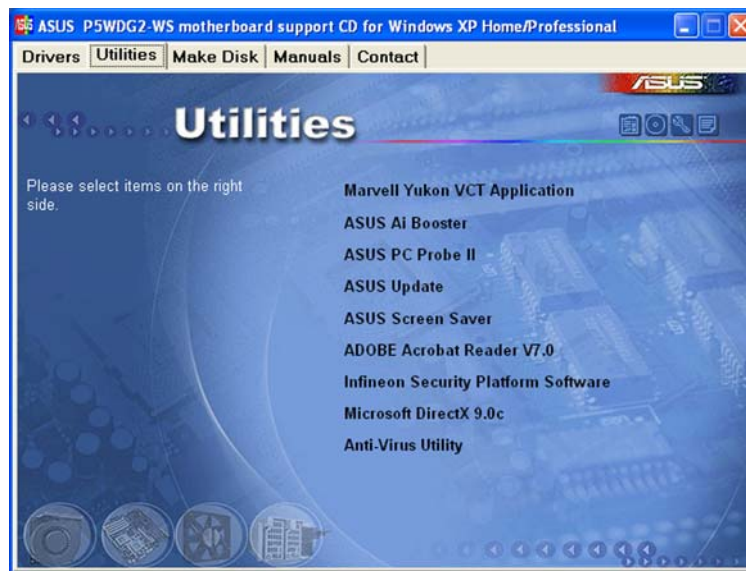 ASUS P5WDG2-WS motherboard support CD for Windows XP Home/Professional
Drivers Utilities Make Disk Manuals Contact
ASUS
Utilities
Please select items on the right
side.
Marvell Yukon VCT Application
ASUS Ai Booster
ASUS PC Probe II
ASUS Update
ASUS Screen Saver
ADOBE Acrobat Reader V7.0
Infineon Security Platform Software
Microsoft DirectX 9.0c
Anti-Virus Utility